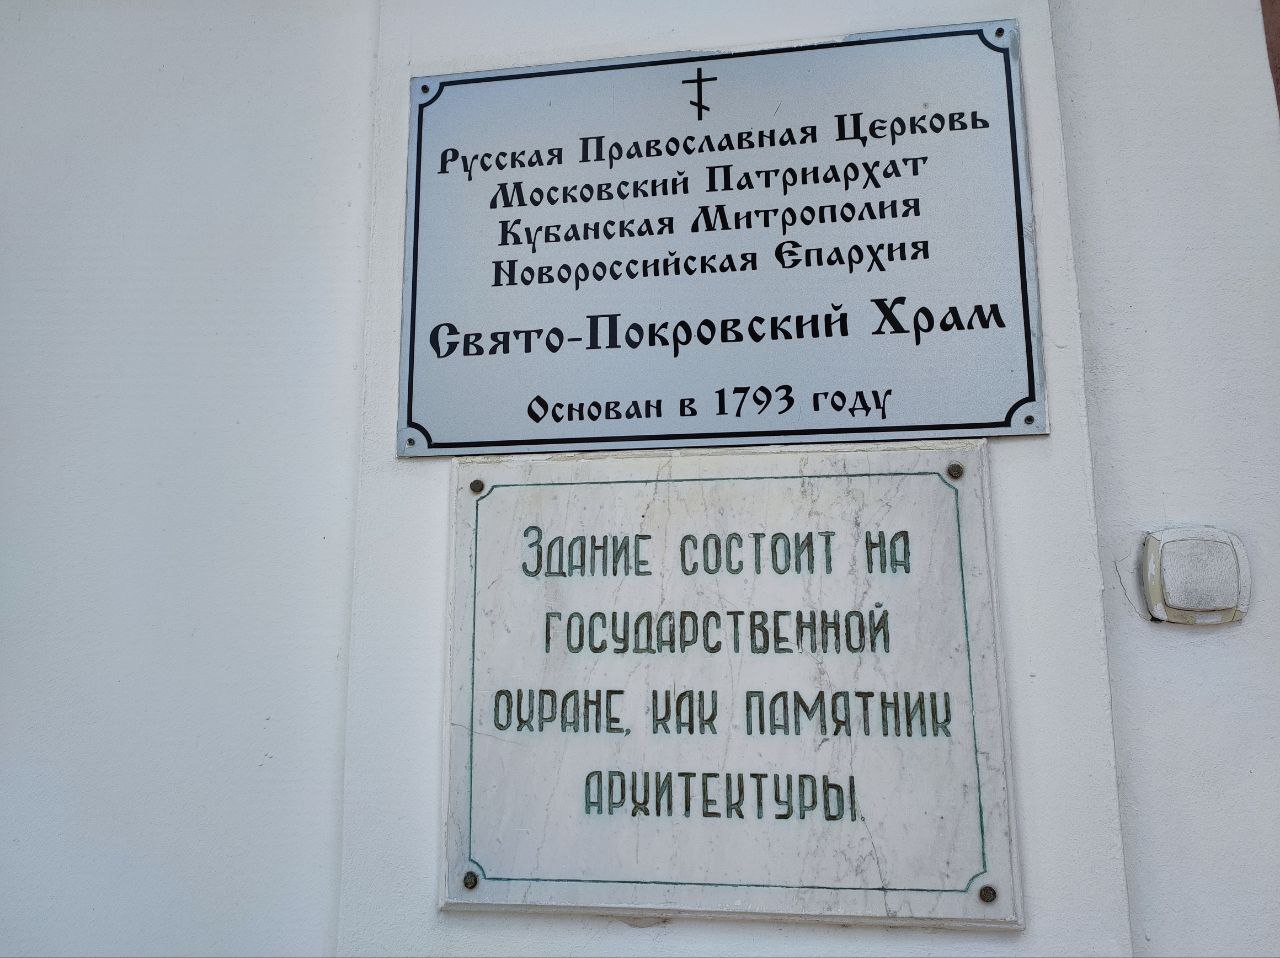 Русская Православная Церковь
Московский Патриархат
Кубанская Митрополия
Новороссийская Епархия
Свято-Покровский Храм
Основан в 1793 году
Здание состоит на
государственной
охране, как памятник
архитектуры.